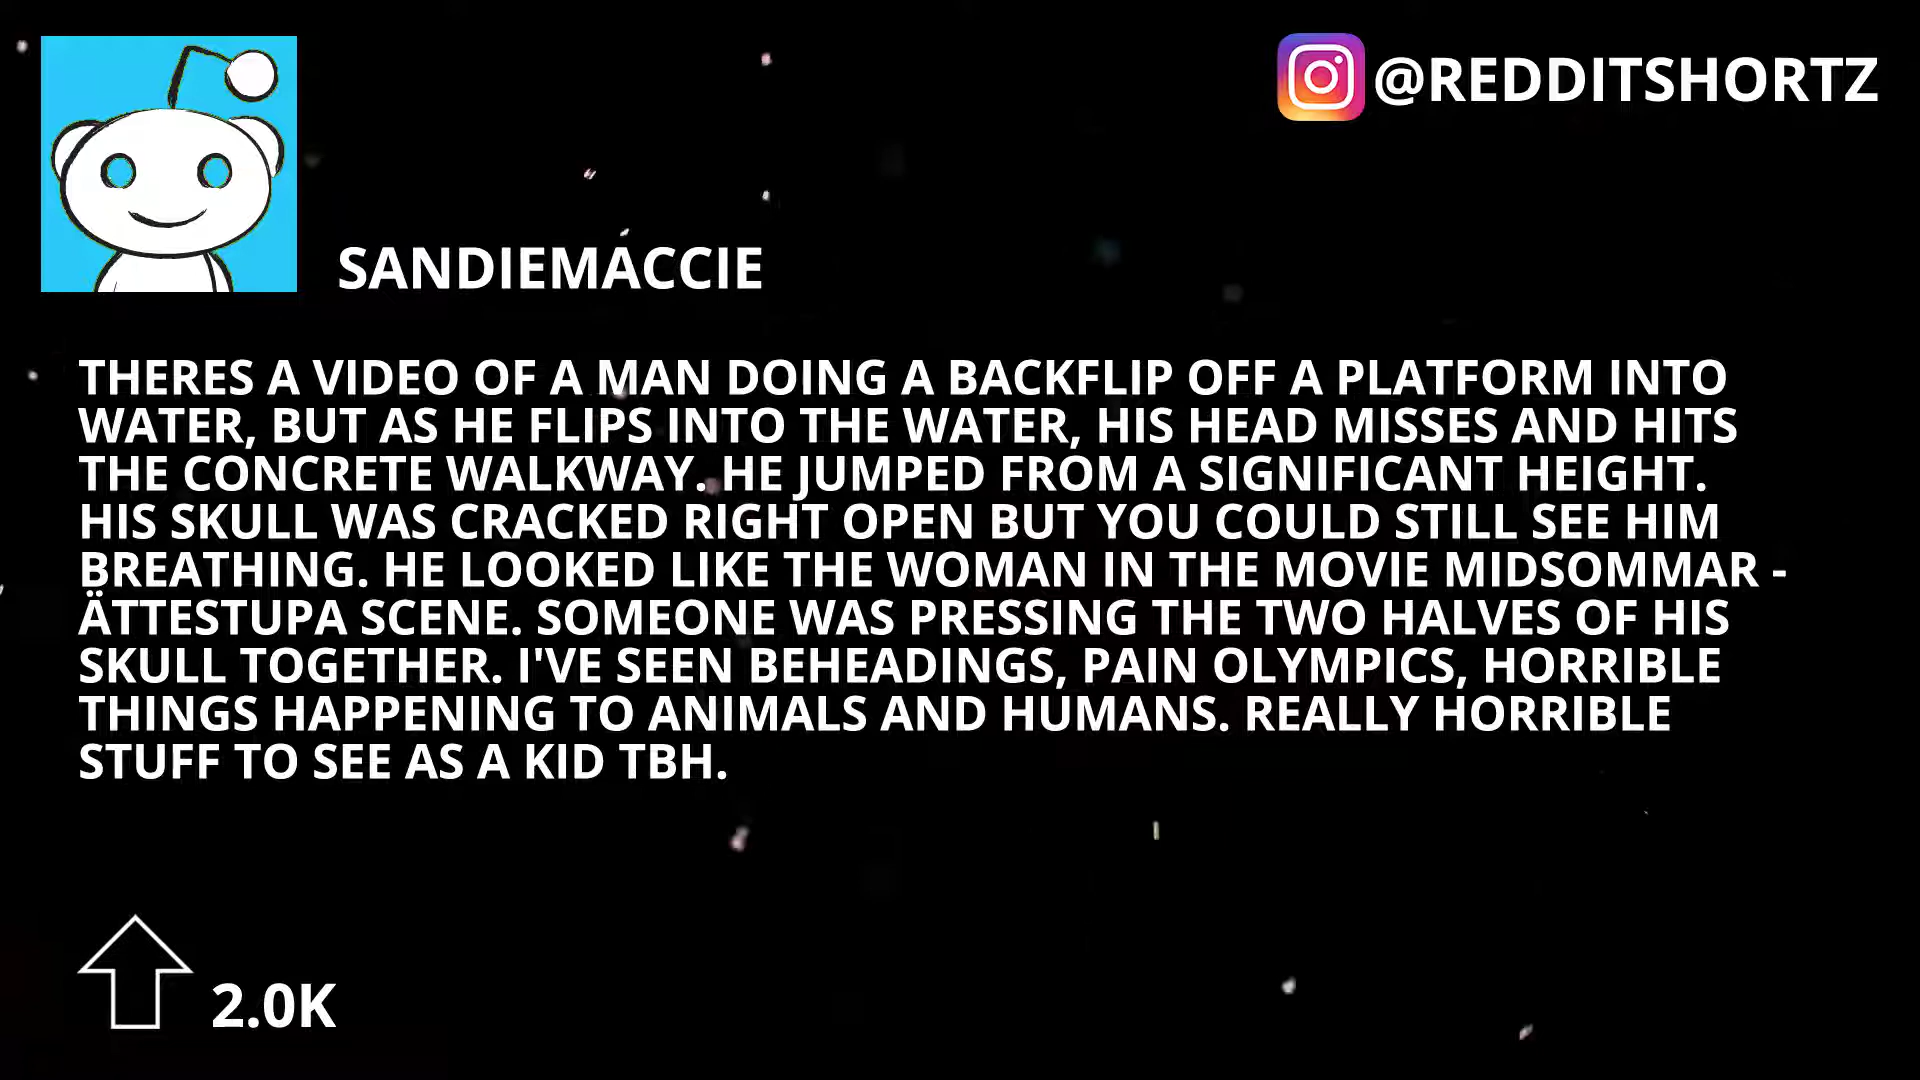 @REDDITSHORTZ
SANDIEMACCIE
THERES A VIDEO OF A MAN DOING A BACKFLIP OFF A PLATFORM INTO
WATER, BUT AS HE FLIPS INTO THE WATER, HIS HEAD MISSES AND HITS
THE CONCRETE WALKWAY. HE JUMPED FROM A SIGNIFICANT HEIGHT.
HIS SKULL WAS CRACKED RIGHT OPEN BUT YOU COULD STILL SEE HIM
BREATHING. HE LOOKED LIKE THE WOMAN IN THE MOVIE MIDSOMMAR -
ÄTTESTUPA SCENE. SOMEONE WAS PRESSING THE TWO HALVES OF HIS
SKULL TOGETHER. I'VE SEEN BEHEADINGS, PAIN OLYMPICS, HORRIBLE
THINGS HAPPENING TO ANIMALS AND HUMANS. REALLY HORRIBLE
STUFF TO SEE AS A KID TBH.
2.0K